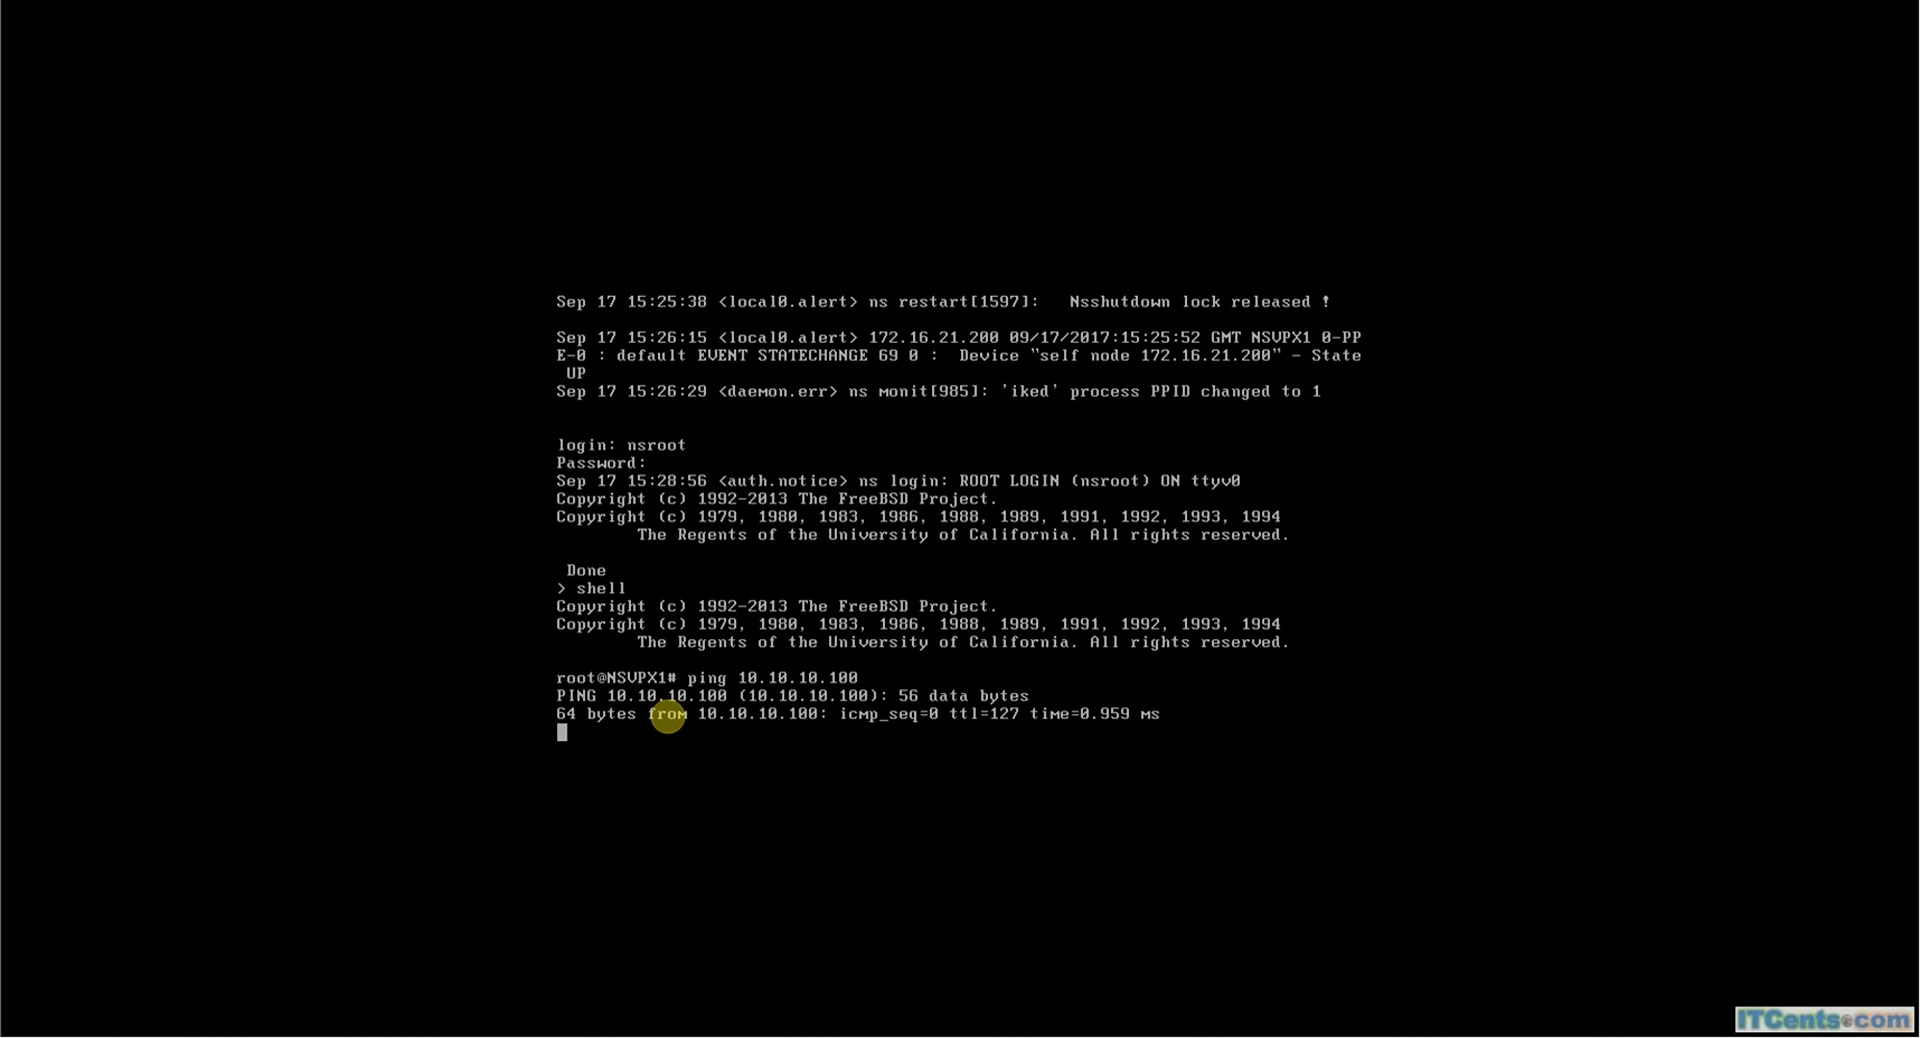 Sep 17 15:25:38 <local0.alert> ns restart[1597]:   Nsshutdown lock released !
Sep 17 15:26:15 <local0.alert> 172.16.21.200 09/17/2017:15:25:52 GMT NSVPX1 0-PP
E-0 : default EVENT STATECHANGE 69 0 :  Device "self node 172.16.21.200" - State
 UP
Sep 17 15:26:29 <daemon.err> ns monit[985]: 'iked' process PPID changed to 1
login: nsroot
Password:
Sep 17 15:28:56 <auth.notice> ns login: ROOT LOGIN (nsroot) ON ttyv0
Copyright (c) 1992-2013 The FreeBSD Project.
Copyright (c) 1979, 1980, 1983, 1986, 1988, 1989, 1991, 1992, 1993, 1994
        The Regents of the University of California. All rights reserved.
 Done
> shell
Copyright (c) 1992-2013 The FreeBSD Project.
Copyright (c) 1979, 1980, 1983, 1986, 1988, 1989, 1991, 1992, 1993, 1994
        The Regents of the University of California. All rights reserved.
root@NSVPX1# ping 10.10.10.100
PING 10.10.10.100 (10.10.10.100): 56 data bytes
64 bytes from 10.10.10.100: icmp_seq=0 ttl=127 time=0.959 ms
ITCents.com